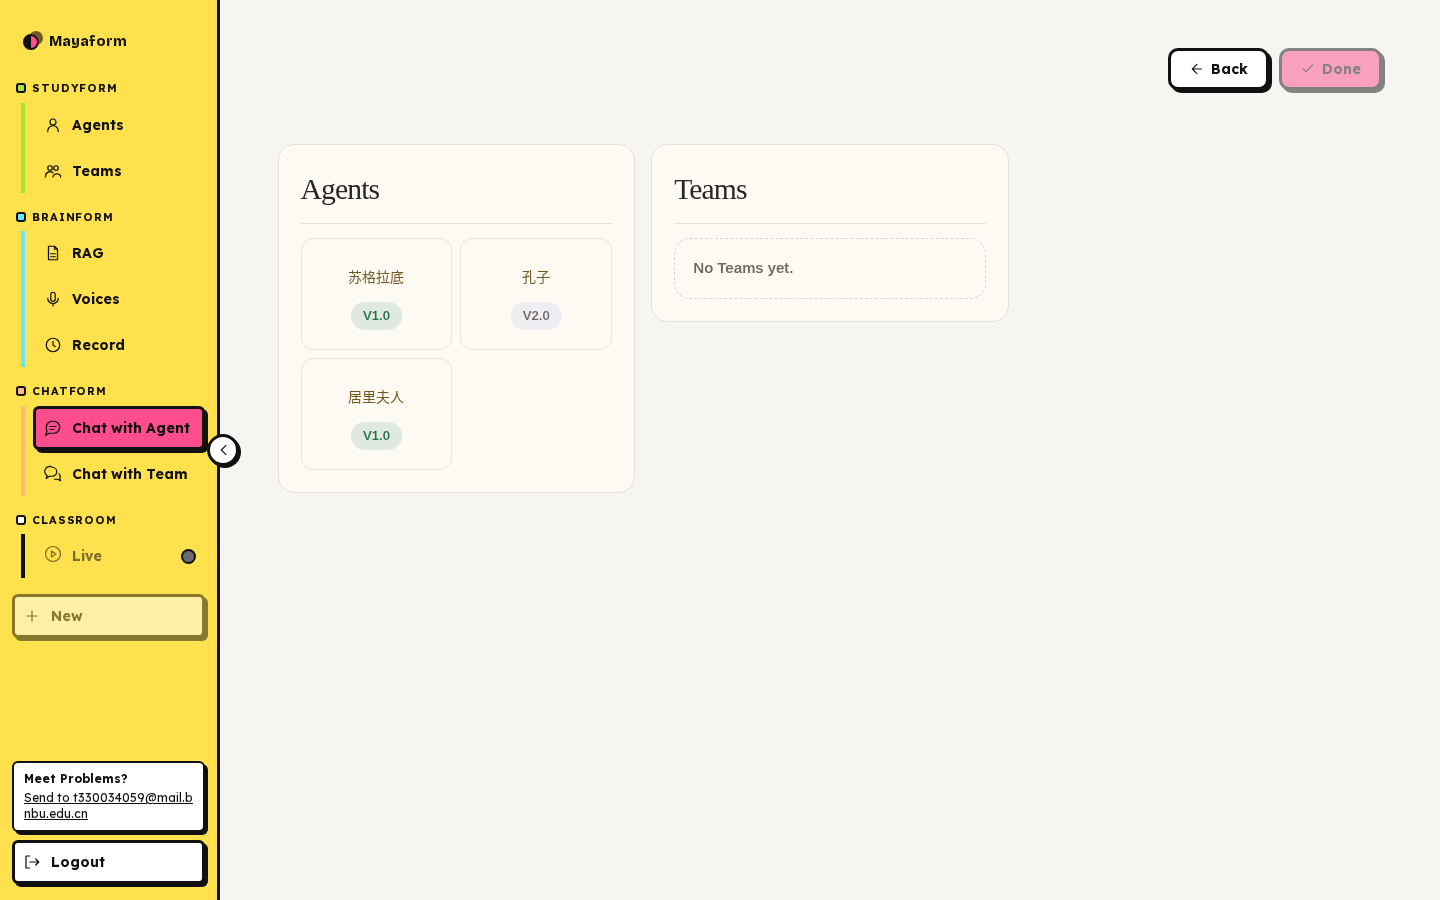 Mayaform
STUDYFORM
Agents
Teams
BRAINFORM
RAG
Voices
Record
CHATFORM
Chat with Agent
Chat with Team
CLASSROOM
Live
New
Meet Problems?
Send to t330034059@mail.b
nbu.edu.cn
Logout
Back
Done
Agents
苏格拉底
V1.0
孔子
V2.0
居里夫人
V1.0
Teams
No Teams yet.